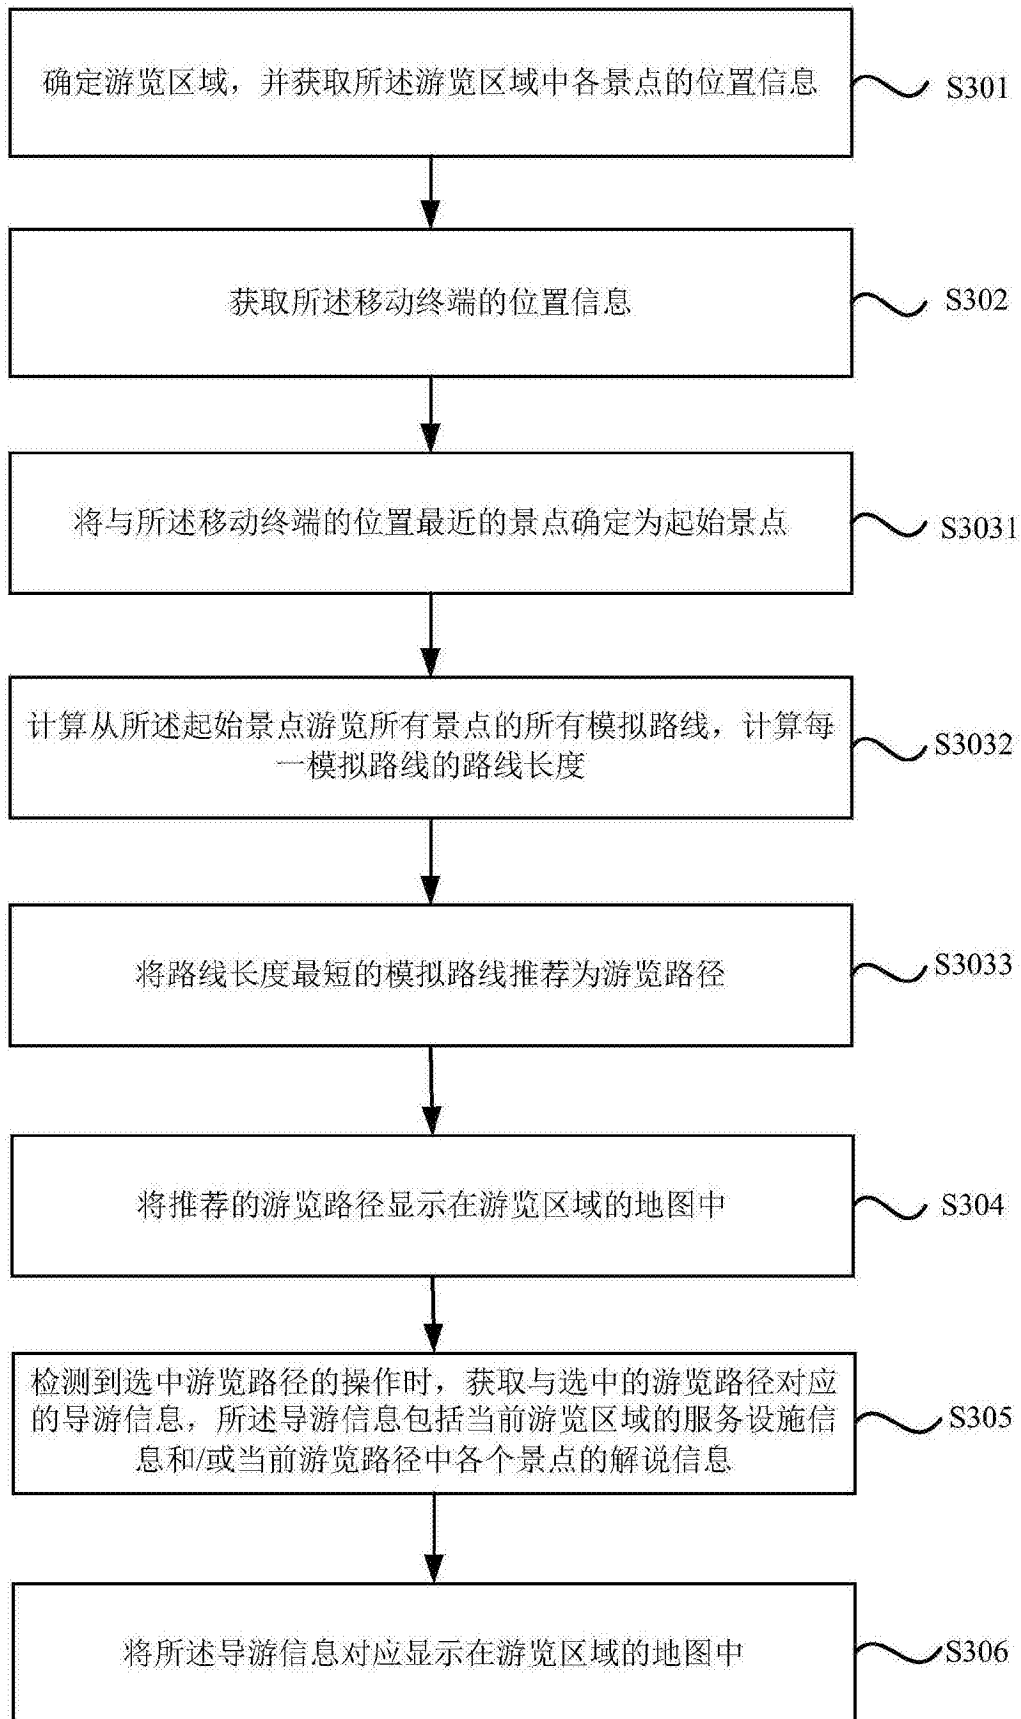 确定游览区域，并获取所述游览区域中各景点的位置信息
S301
获取所述移动终端的位置信息
S302
将与所述移动终端的位置最近的景点确定为起始景点
S3031
计算从所述起始景点游览所有景点的所有模拟路线，计算每
一模拟路线的路线长度
S3032
将路线长度最短的模拟路线推荐为游览路径
S3033
将推荐的游览路径显示在游览区域的地图中
S304
检测到选中游览路径的操作时，获取与选中的游览路径对应
的导游信息，所述导游信息包括当前游览区域的服务设施信
息和/或当前游览路径中各个景点的解说信息
S305
将所述导游信息对应显示在游览区域的地图中
S306